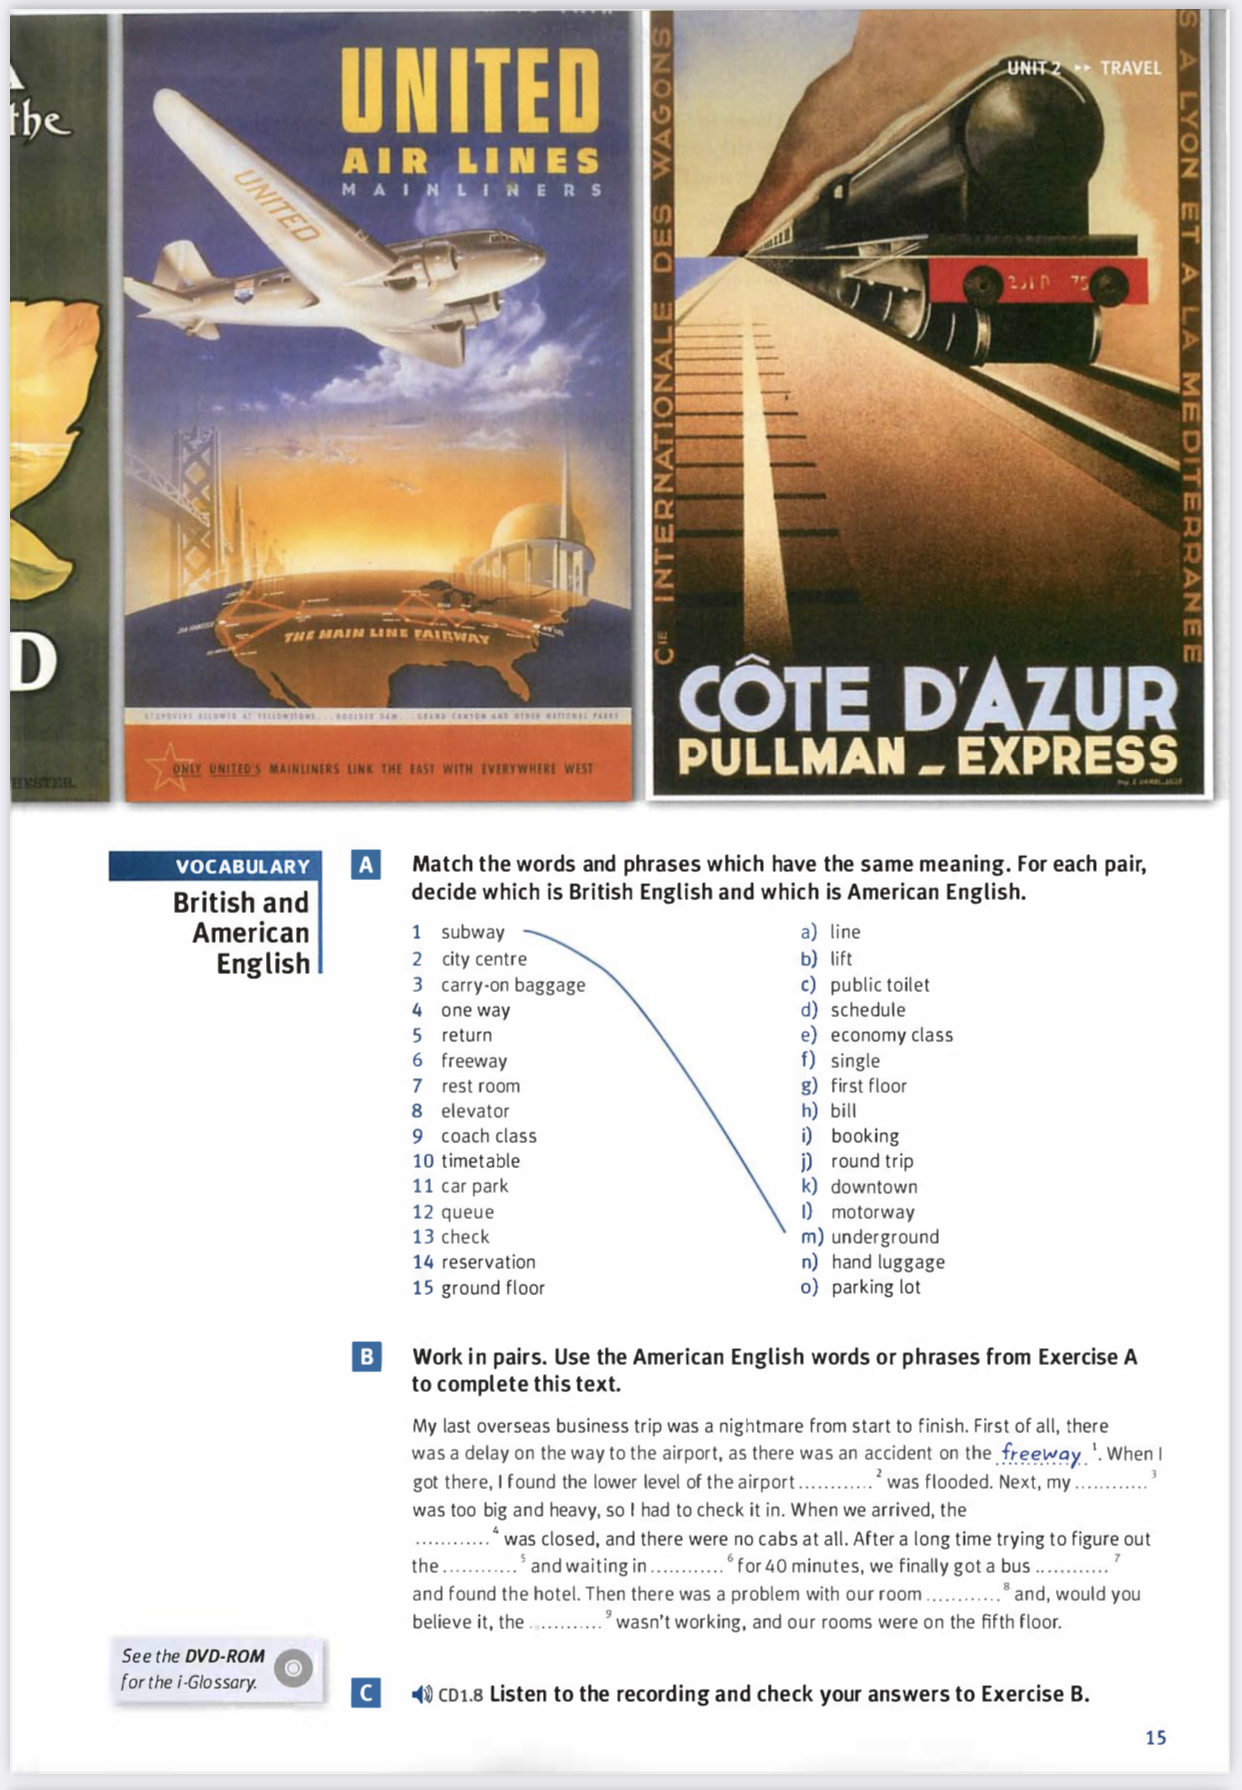 the
D
UNITED
AIR LINES
MAINLINERS
UNITED
THE MAIN LINE FAIRWAY
STOPOVERS ALLOWED AT YELLOWSTONE... BOULDER DAM... GRAND CANYON AND OTHER NATIONAL PARKS
ONLY UNITED'S MAINLINERS LINK THE EAST WITH EVERYWHERE WEST
UNIT 2 ▸▸ TRAVEL
CIE INTERNATIONALE DES WAGONS
S A LYON ET A LA MEDITERRANEE
CÔTE D'AZUR
PULLMAN _ EXPRESS
VOCABULARY
British and
American
English
A Match the words and phrases which have the same meaning. For each pair,
decide which is British English and which is American English.
1 subway
2 city centre
3 carry-on baggage
4 one way
5 return
6 freeway
7 rest room
8 elevator
9 coach class
10 timetable
11 car park
12 queue
13 check
14 reservation
15 ground floor
a) line
b) lift
c) public toilet
d) schedule
e) economy class
f) single
g) first floor
h) bill
i) booking
j) round trip
k) downtown
l) motorway
m) underground
n) hand luggage
o) parking lot
B Work in pairs. Use the American English words or phrases from Exercise A
to complete this text.
My last overseas business trip was a nightmare from start to finish. First of all, there
was a delay on the way to the airport, as there was an accident on the freeway 1. When I
got there, I found the lower level of the airport ............ 2 was flooded. Next, my ............ 3
was too big and heavy, so I had to check it in. When we arrived, the
............ 4 was closed, and there were no cabs at all. After a long time trying to figure out
the ............ 5 and waiting in ............ 6 for 40 minutes, we finally got a bus ............ 7
and found the hotel. Then there was a problem with our room ............ 8 and, would you
believe it, the ............ 9 wasn't working, and our rooms were on the fifth floor.
See the DVD-ROM
for the i-Glossary.
C CD1.8 Listen to the recording and check your answers to Exercise B.
15